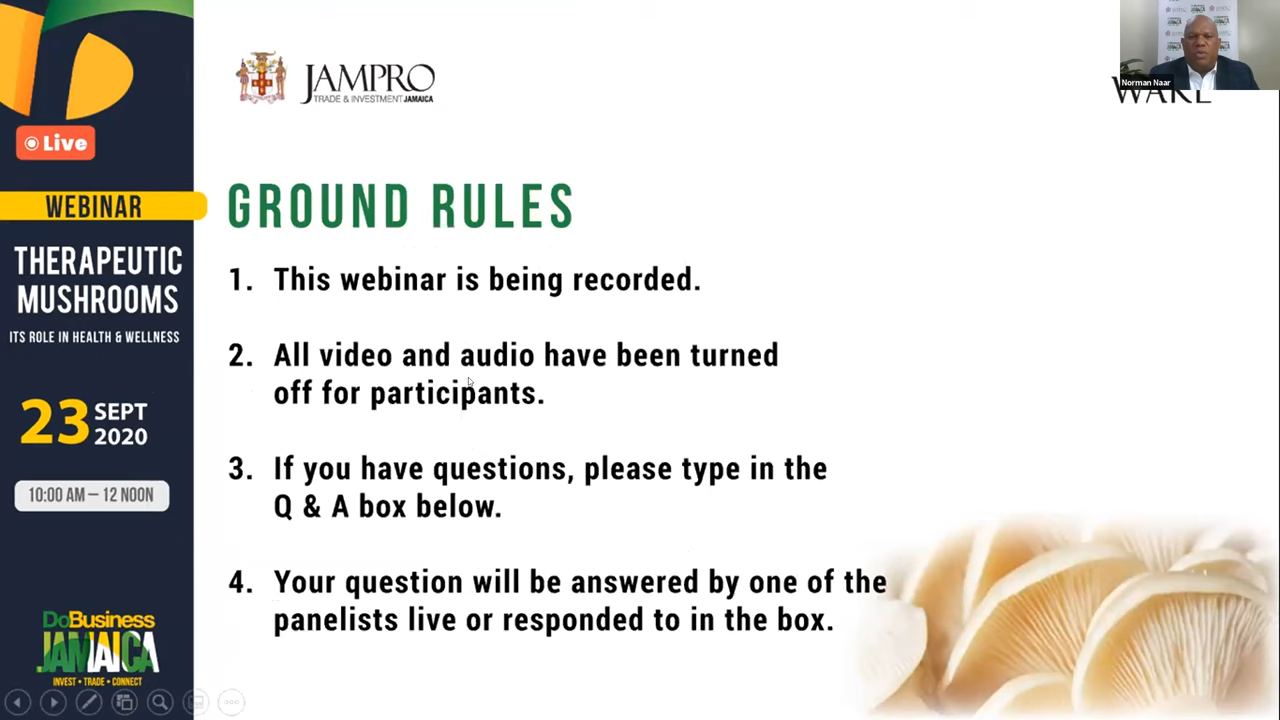 JAMPRO
TRADE & INVESTMENT JAMAICA
Norman Naar
Live
WEBINAR
THERAPEUTIC
MUSHROOMS
ITS ROLE IN HEALTH & WELLNESS
23 SEPT
2020
10:00 AM – 12 NOON
DoBusiness
JAMAICA
INVEST • TRADE • CONNECT
GROUND RULES
1. This webinar is being recorded.
2. All video and audio have been turned
off for participants.
3. If you have questions, please type in the
Q & A box below.
4. Your question will be answered by one of the
panelists live or responded to in the box.